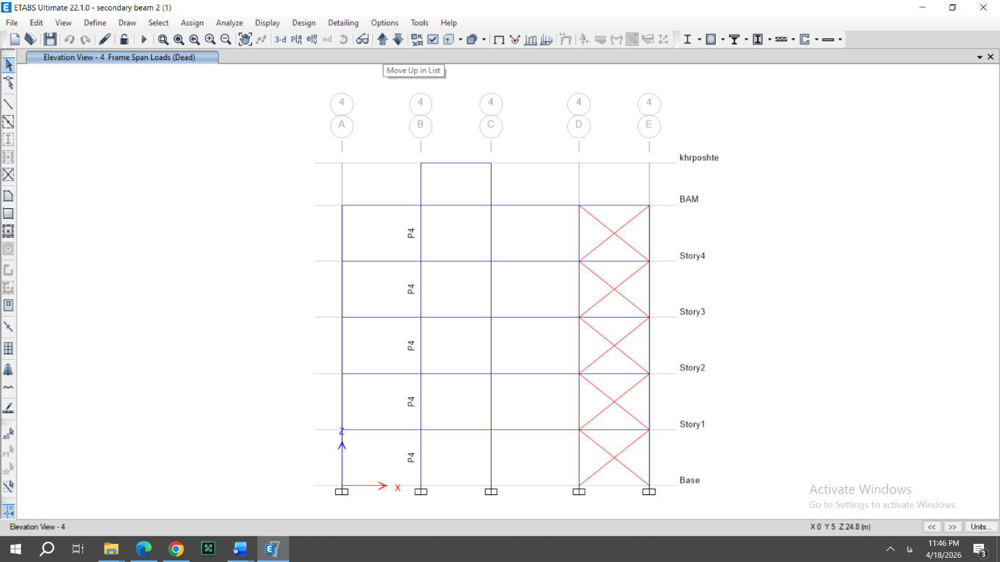 ETABS Ultimate 22.1.0 - secondary beam 2 (1)
File Edit View Define Draw Select Assign Analyze Display Design Detailing Options Tools Help
3-d nd
Elevation View - 4 Frame Span Loads (Dead)
Move Up in List
4 4 4 4 4
A B C D E
khrposhte
BAM
P4
Story4
P4
Story3
P4
Story2
P4
Story1
Z
P4
Base
X
all
ps
clr
Activate Windows
Go to Settings to activate Windows.
Elevation View - 4
X 0 Y 5 Z 24.8 (m)
<< >> Units...
فا
11:46 PM
4/18/2026
3